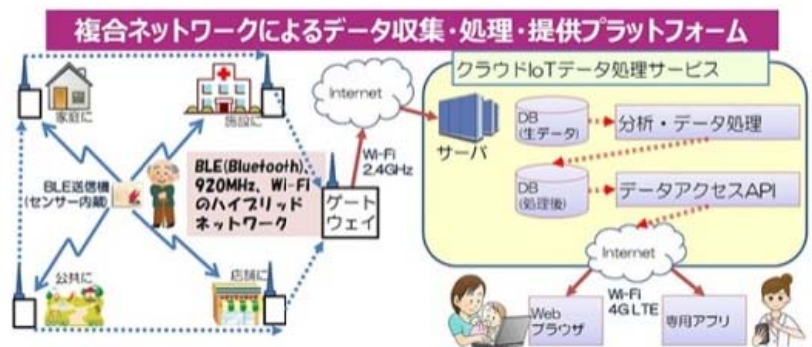 複合ネットワークによるデータ収集・処理・提供プラットフォーム
家庭に
施設に
BLE送信機
(センサー内蔵)
BLE(Bluetooth)、
920MHz、Wi-Fi
のハイブリッド
ネットワーク
公共に
店舗に
ゲート
ウェイ
Wi-Fi
2.4GHz
Internet
クラウドIoTデータ処理サービス
サーバ
DB
(生データ)
分析・データ処理
DB
(処理後)
データアクセスAPI
Internet
Wi-Fi
4G LTE
Web
ブラウザ
専用アプリ